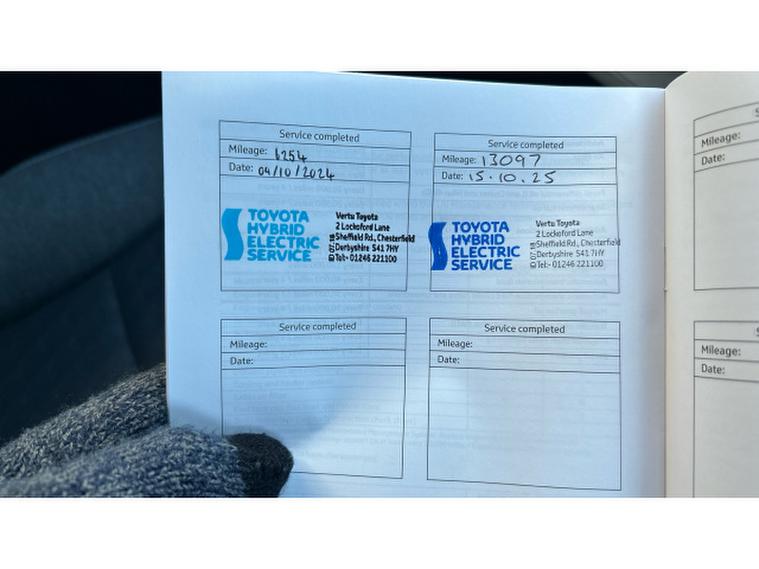 Service completed
Mileage: 6254
Date: 04/10/2024
TOYOTA
HYBRID
ELECTRIC
SERVICE
Vertu Toyota
2 Lockoford Lane
Sheffield Rd., Chesterfield
Derbyshire S41 7HY
Tel:- 01246 221100
Service completed
Mileage: 13097
Date: 15.10.25
TOYOTA
HYBRID
ELECTRIC
SERVICE
Vertu Toyota
2 Lockoford Lane
Sheffield Rd., Chesterfield
Derbyshire S41 7HY
Tel:- 01246 221100
Mileage:
Date:
Service completed
Mileage:
Date:
Service completed
Mileage:
Date:
Mileage:
Date: